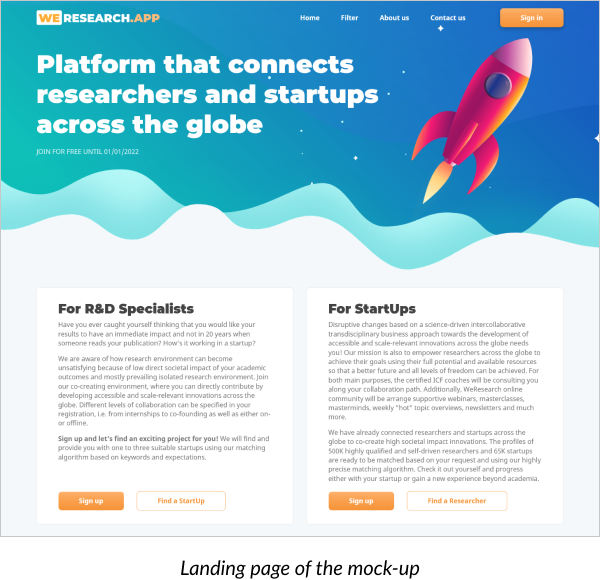 WE RESEARCH.APP
Home Filter About us Contact us Sign in
Platform that connects
researchers and startups
across the globe
JOIN FOR FREE UNTIL 01/01/2022
For R&D Specialists
Have you ever caught yourself thinking that you would like your
results to have an immediate impact and not in 20 years when
someone reads your publication? How's it working in a startup?
We are aware of how research environment can become
unsatisfying because of low direct societal impact of your academic
outcomes and mostly prevailing isolated research environment. Join
our co-creating environment, where you can directly contribute by
developing accessible and scale-relevant innovations across the
globe. Different levels of collaboration can be specified in your
registration, i.e. from internships to co-founding as well as either on-
or offline.
Sign up and let's find an exciting project for you! We will find and
provide you with one to three suitable startups using our matching
algorithm based on keywords and expectations.
Sign up Find a StartUp
For StartUps
Disruptive changes based on a science-driven intercollaborative
transdisciplinary business approach towards the development of
accessible and scale-relevant innovations across the globe needs
you! Our mission is also to empower researchers across the globe to
achieve their goals using their full potential and available resources
so that a better future and all levels of freedom can be achieved. For
both main purposes, the certified ICF coaches will be consulting you
along your collaboration path. Additionally, WeResearch online
community will be arrange supportive webinars, masterclasses,
masterminds, weekly "hot" topic overviews, newsletters and much
more.
We have already connected researchers and startups across the
globe to co-create high societal impact innovations. The profiles of
500K highly qualified and self-driven researchers and 65K startups
are ready to be matched based on your request and using our highly
precise matching algorithm. Check it out yourself and progress
either with your startup or gain a new experience beyond academia.
Sign up Find a Researcher
Landing page of the mock-up